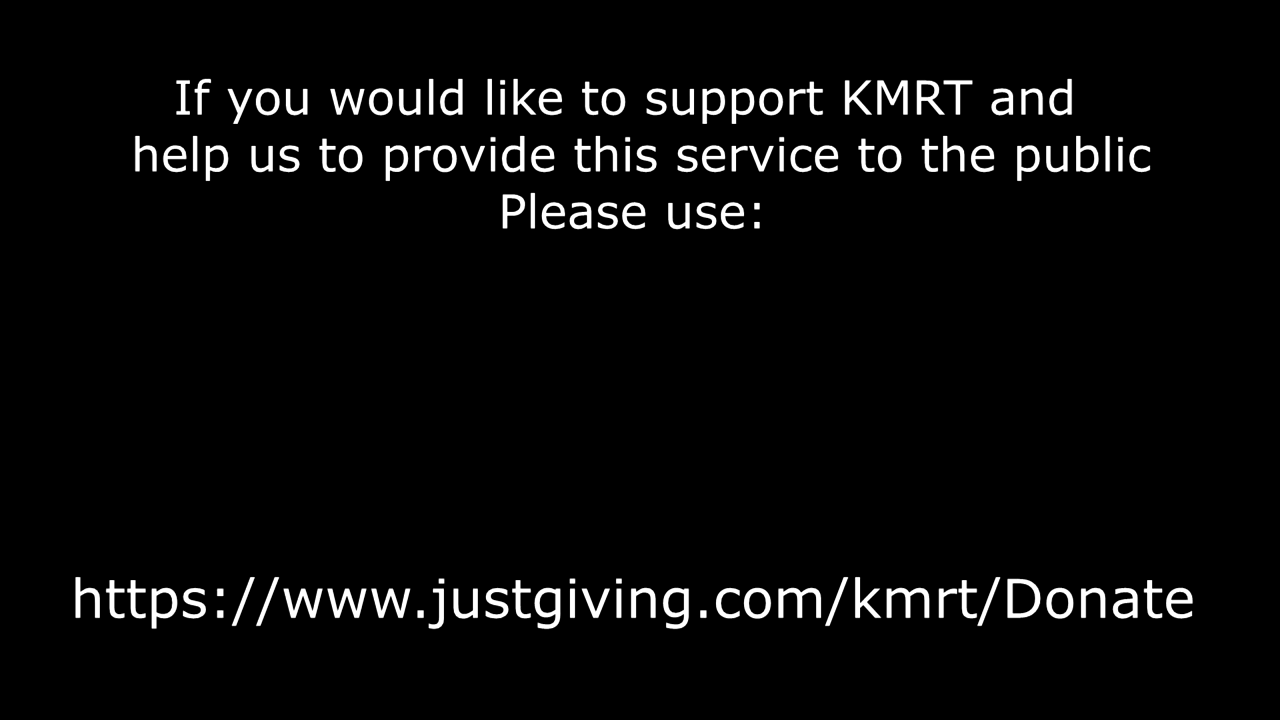 If you would like to support KMRT and
help us to provide this service to the public
Please use:
https://www.justgiving.com/kmrt/Donate